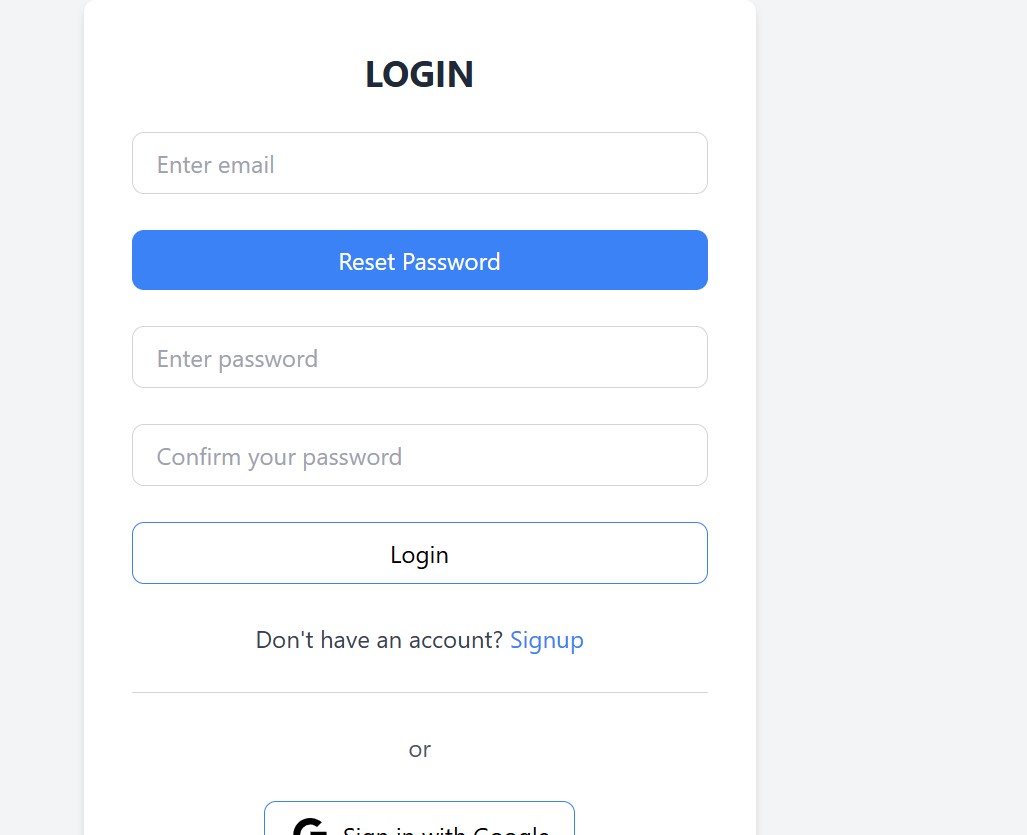 LOGIN
Enter email
Reset Password
Enter password
Confirm your password
Login
Don't have an account? Signup
or
Sign in with Google